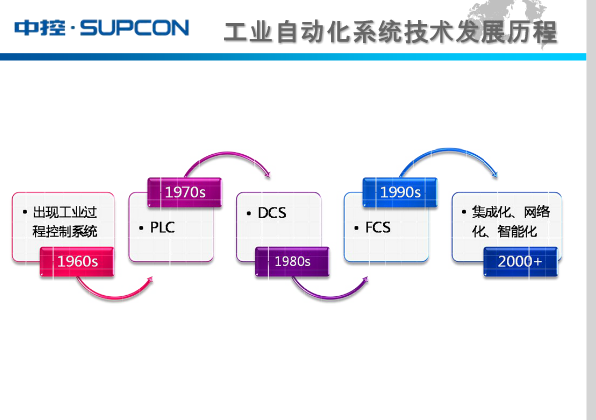 中控·SUPCON
工业自动化系统技术发展历程
• 出现工业过
程控制系统
1960s
1970s
• PLC
• DCS
1980s
1990s
• FCS
• 集成化、网络
化、智能化
2000+